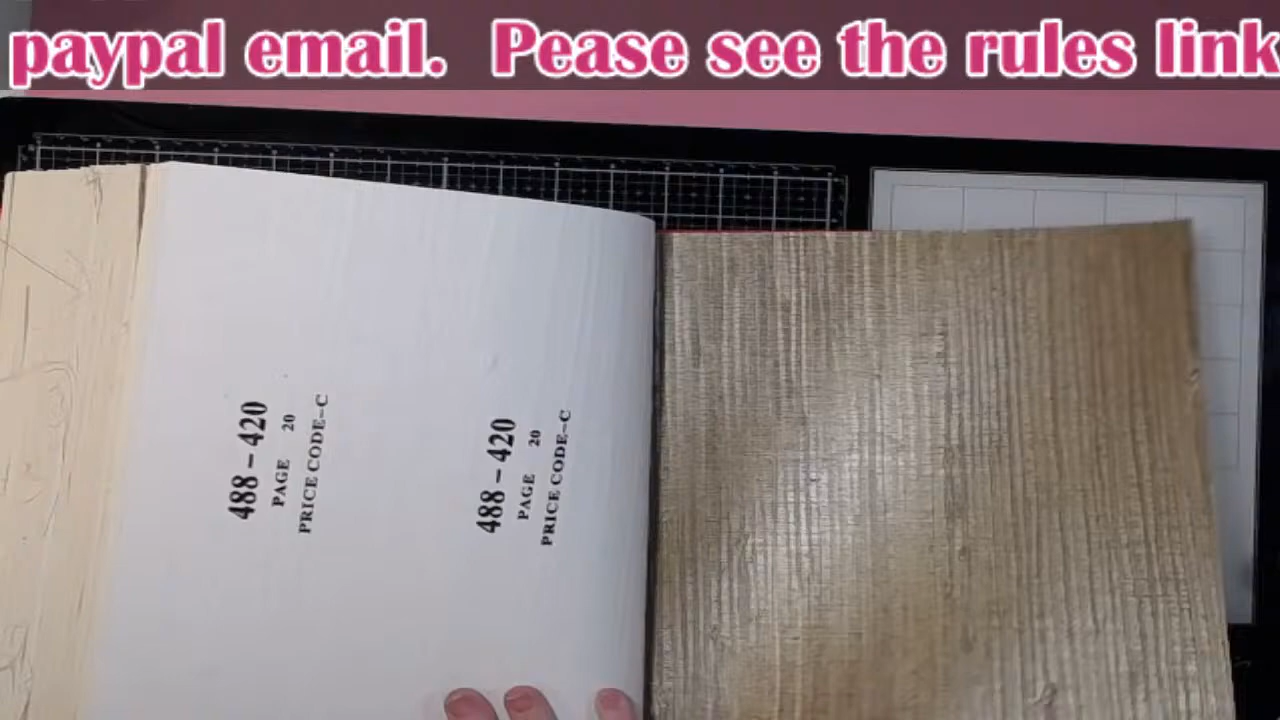 paypal email. Pease see the rules link
488-420
PAGE 20
PRICE CODE-C
488-420
PAGE 20
PRICE CODE-C